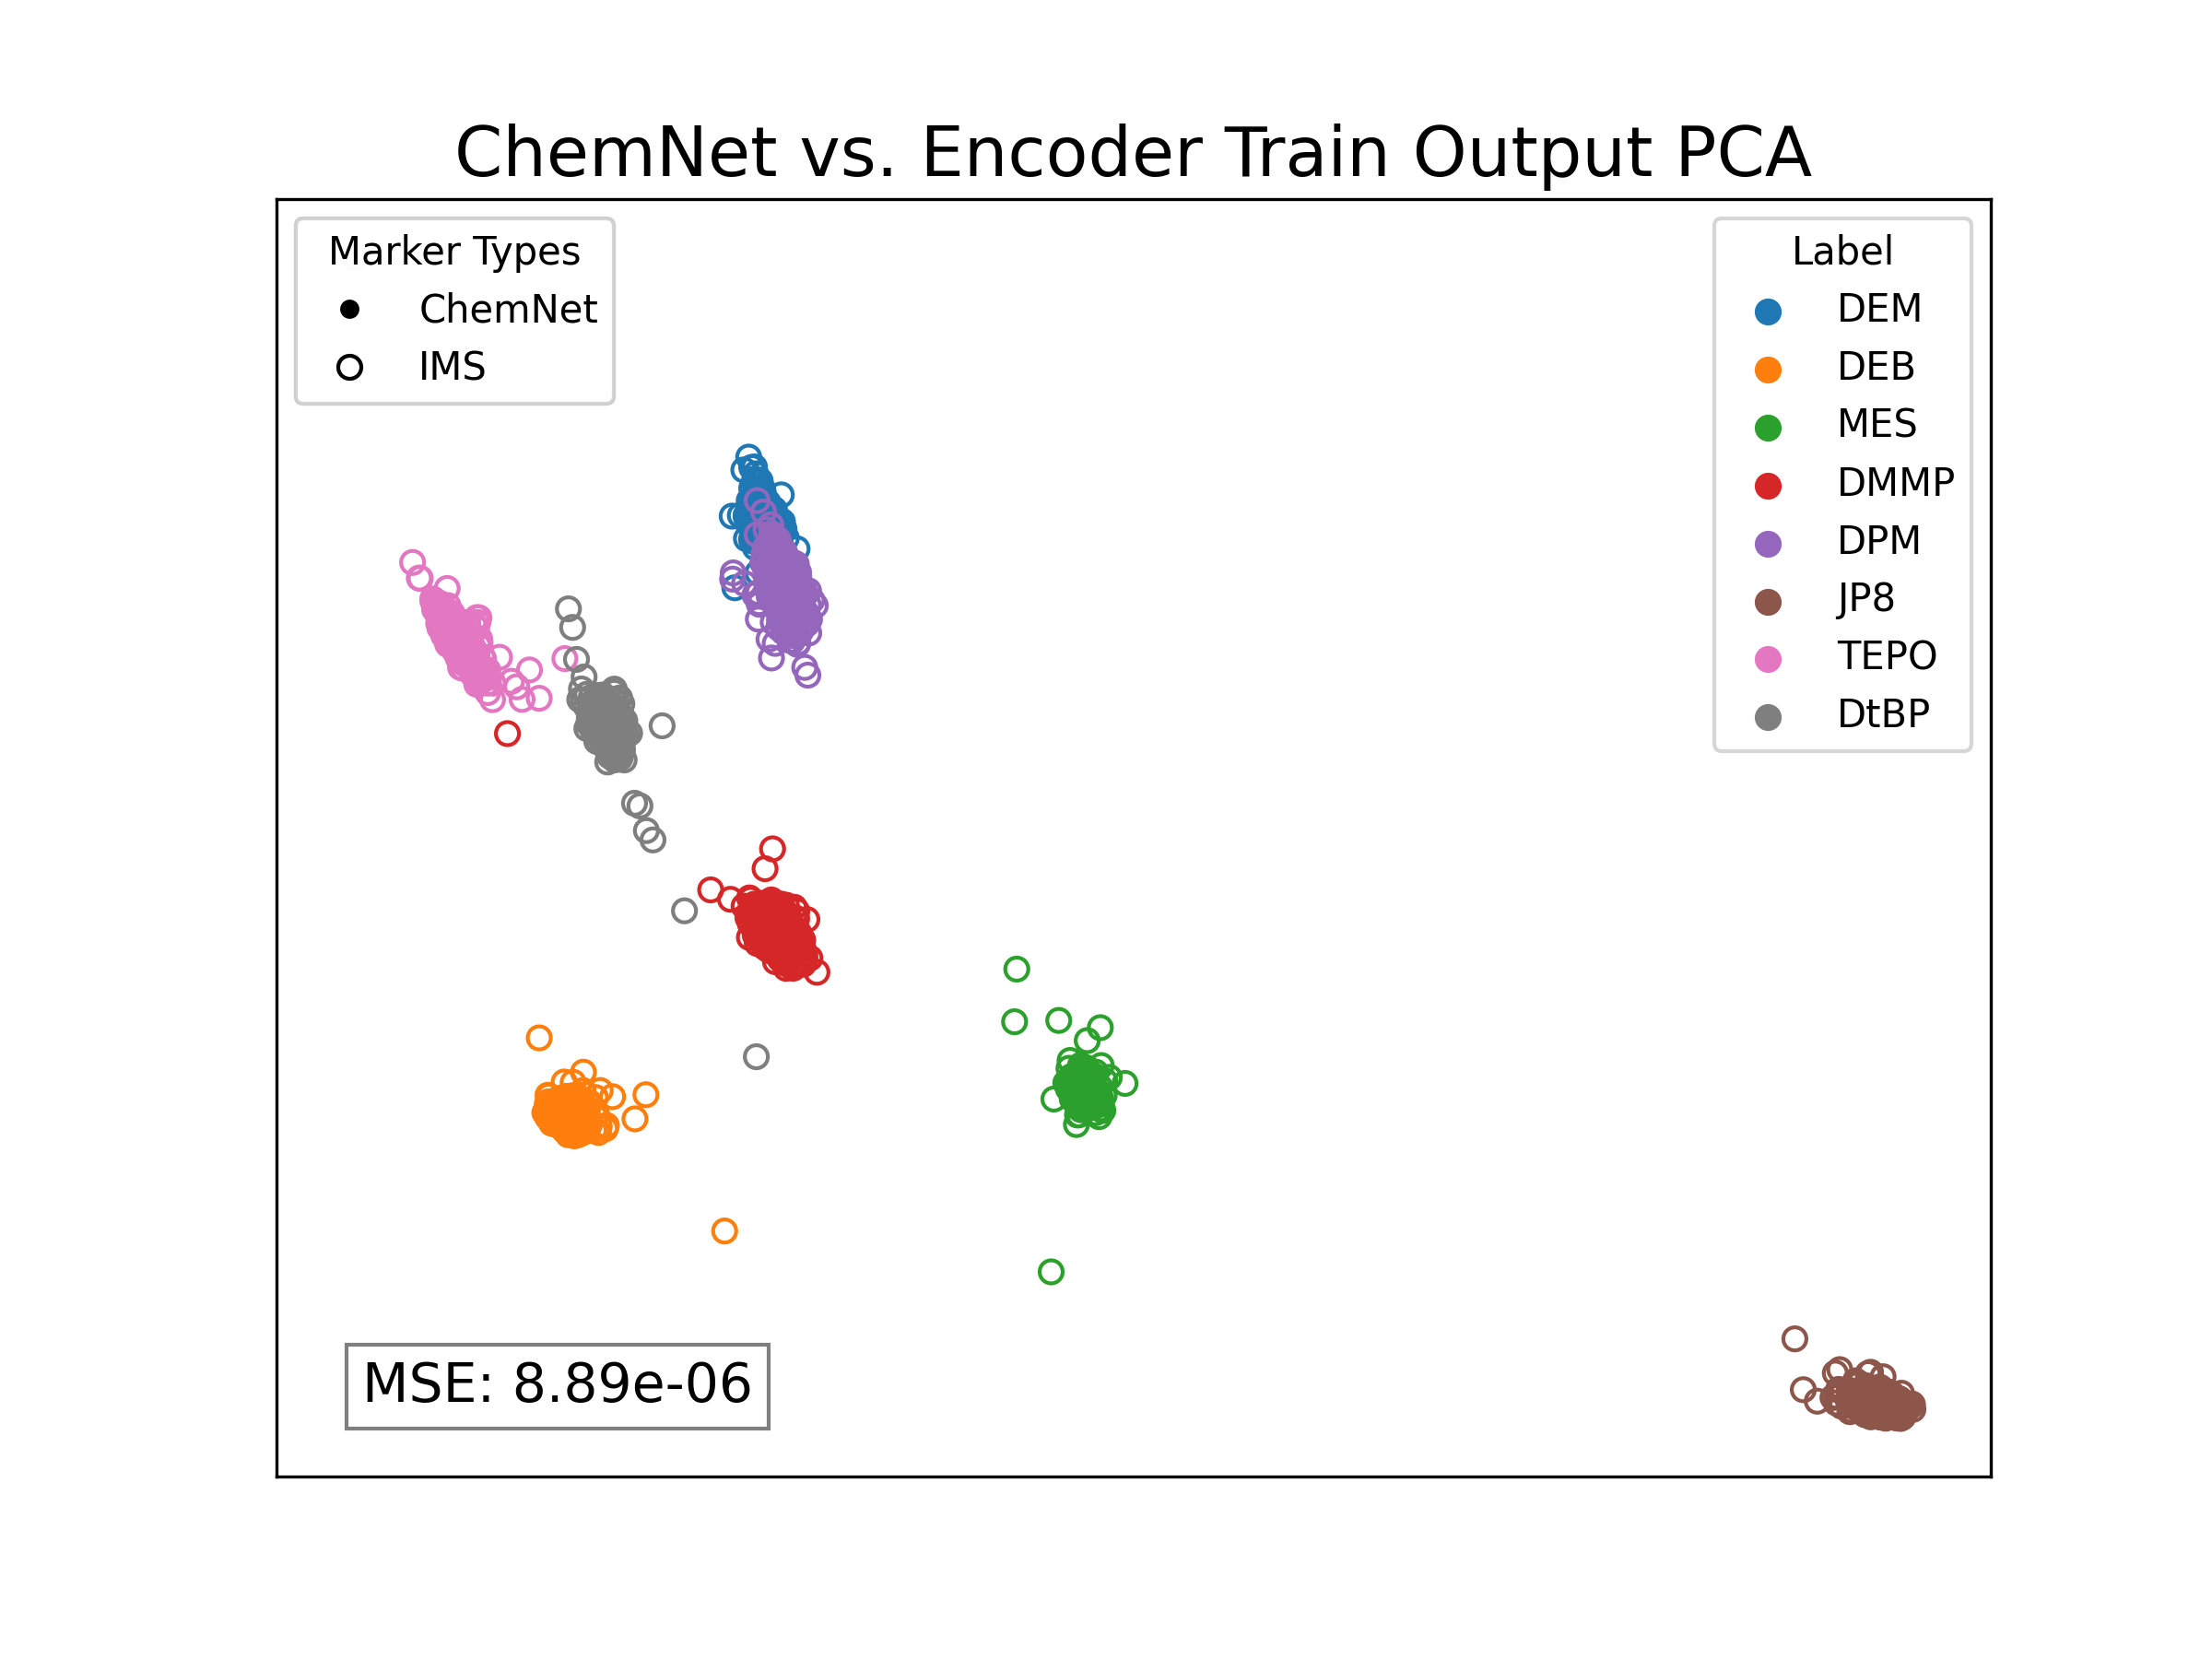 ChemNet vs. Encoder Train Output PCA
Marker Types
ChemNet
IMS
Label
DEM
DEB
MES
DMMP
DPM
JP8
TEPO
DtBP
MSE: 8.89e-06